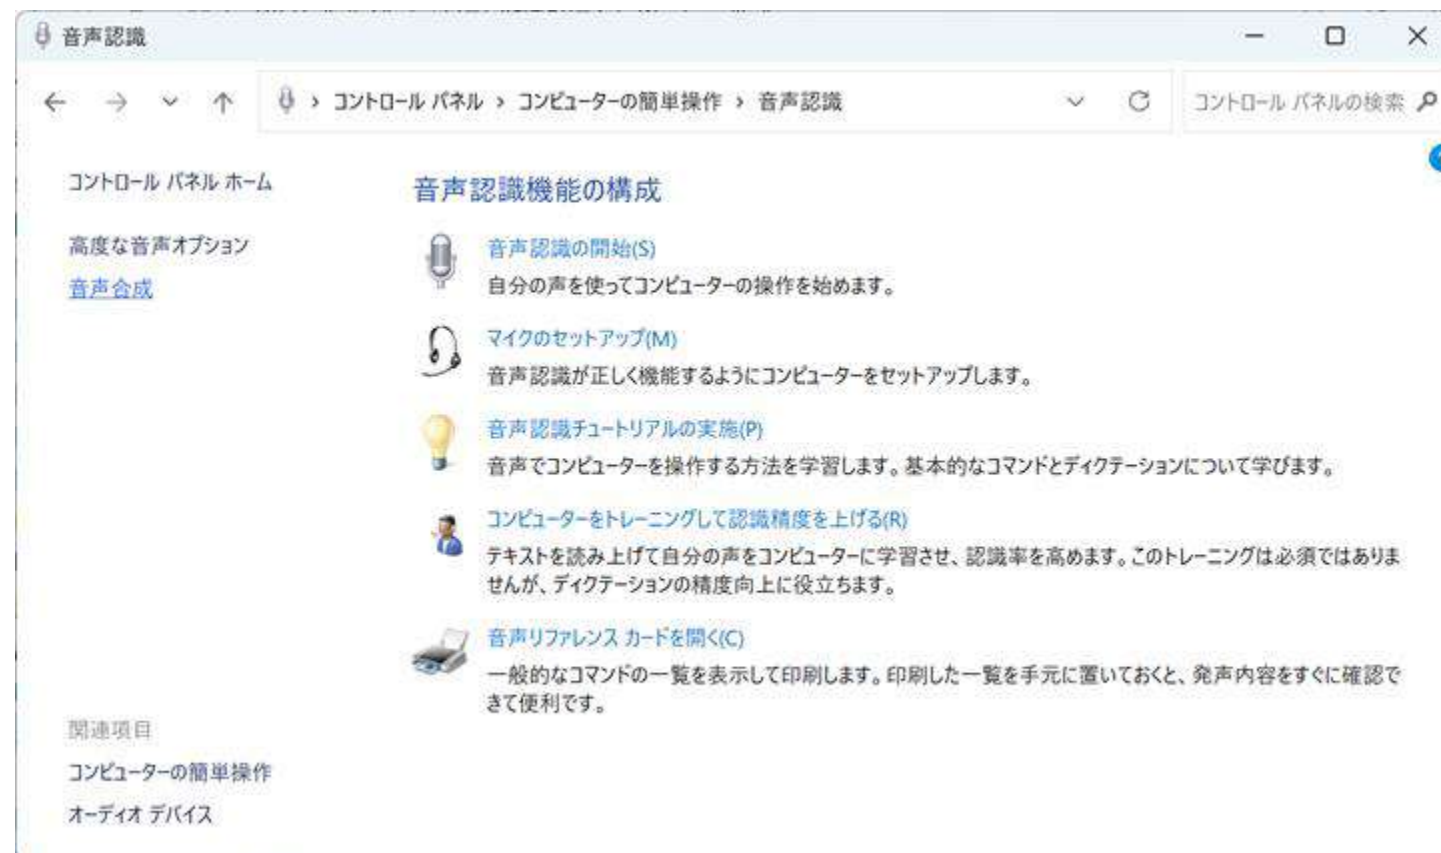 音声認識
コントロール パネル › コンピューターの簡単操作 › 音声認識
コントロール パネルの検索
コントロール パネル ホーム
高度な音声オプション
音声合成
音声認識機能の構成
音声認識の開始(S)
自分の声を使ってコンピューターの操作を始めます。
マイクのセットアップ(M)
音声認識が正しく機能するようにコンピューターをセットアップします。
音声認識チュートリアルの実施(P)
音声でコンピューターを操作する方法を学習します。基本的なコマンドとディクテーションについて学びます。
コンピューターをトレーニングして認識精度を上げる(R)
テキストを読み上げて自分の声をコンピューターに学習させ、認識率を高めます。このトレーニングは必須ではありま
せんが、ディクテーションの精度向上に役立ちます。
音声リファレンス カードを開く(C)
一般的なコマンドの一覧を表示して印刷します。印刷した一覧を手元に置いておくと、発声内容をすぐに確認で
きて便利です。
関連項目
コンピューターの簡単操作
オーディオ デバイス